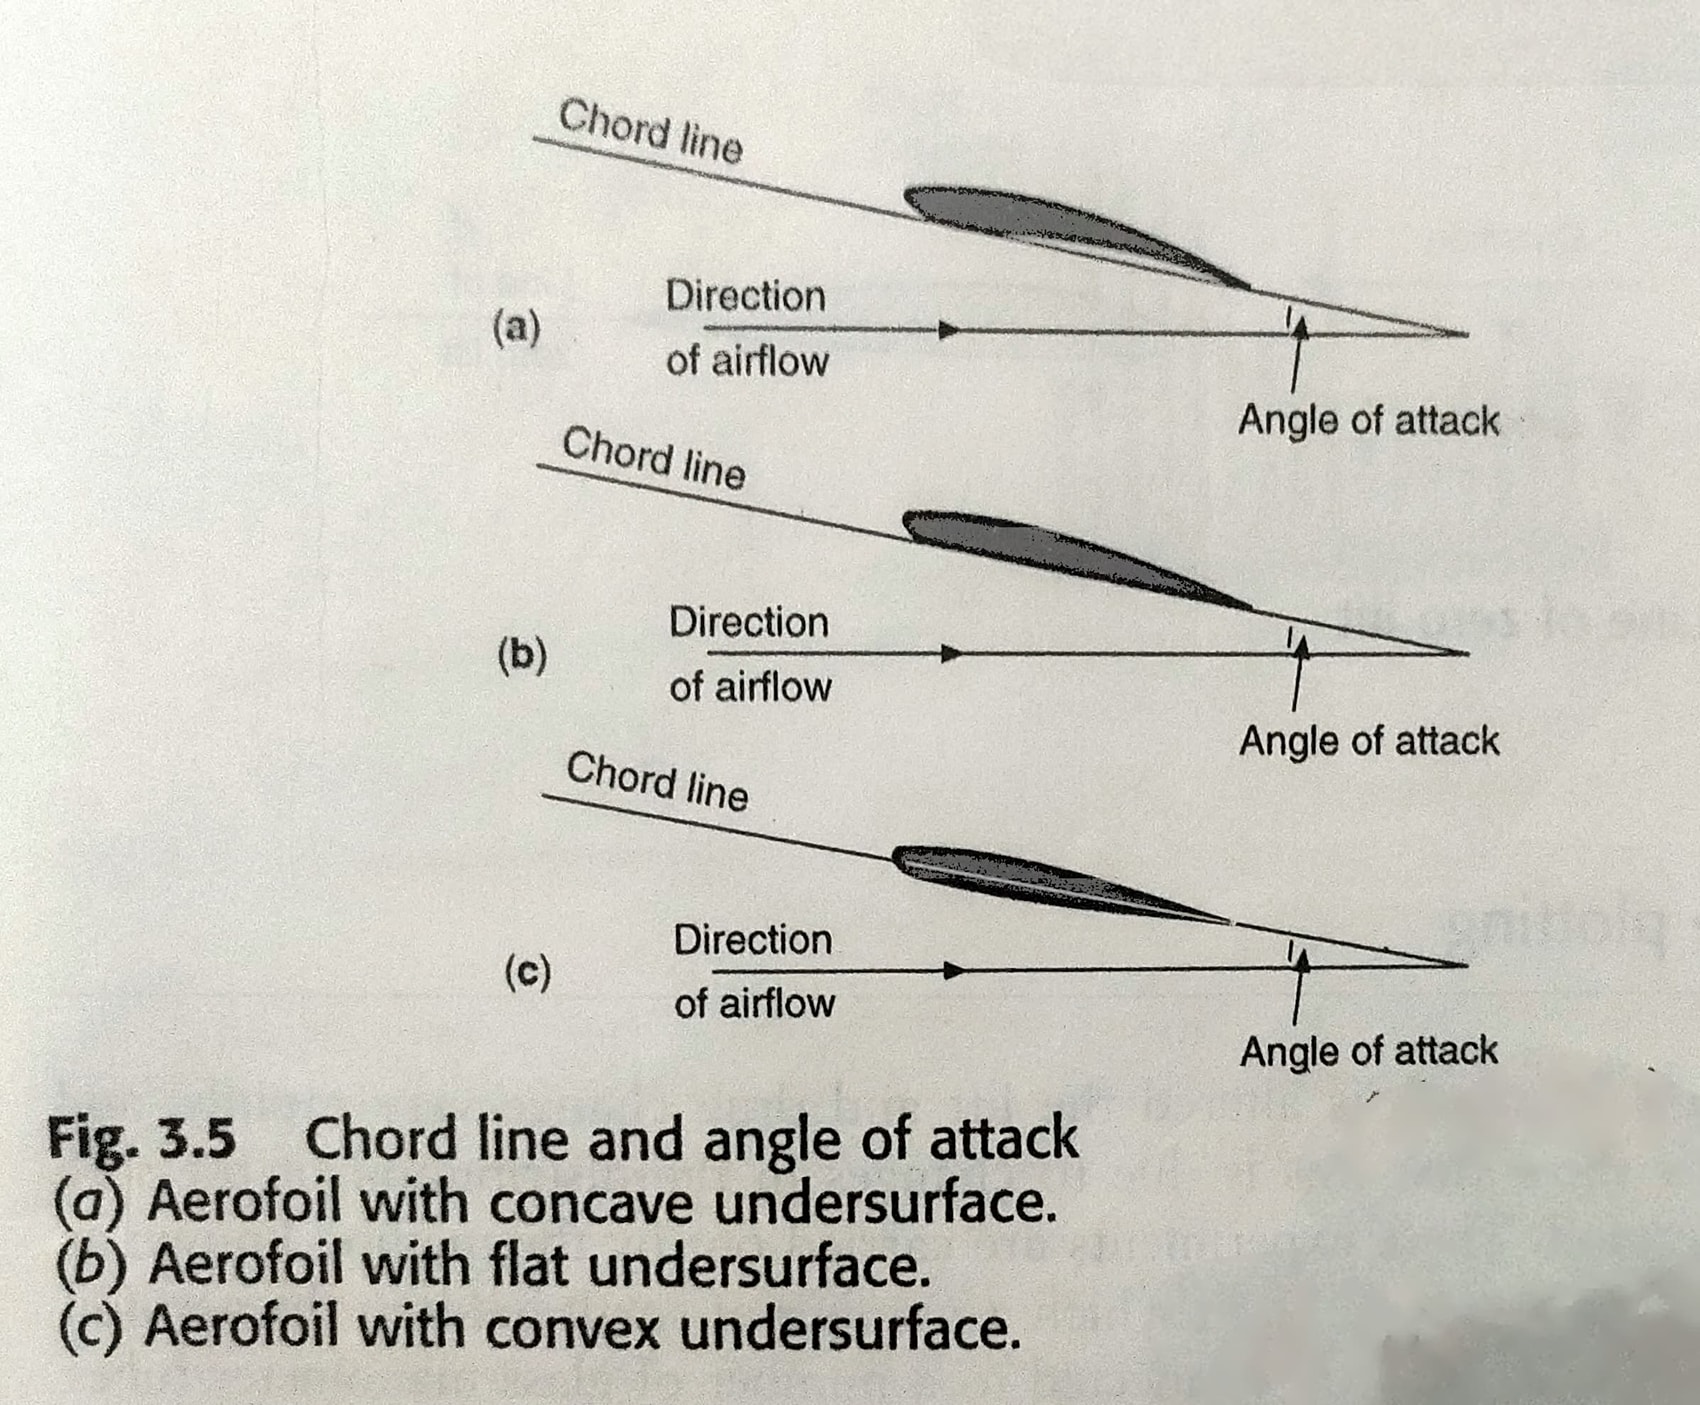 Chord line
Direction
(a)
of airflow
Angle of attack
Chord line
Direction
(b)
of airflow
Angle of attack
Chord line
Direction
(c)
of airflow
Angle of attack
Fig. 3.5 Chord line and angle of attack
(a) Aerofoil with concave undersurface.
(b) Aerofoil with flat undersurface.
(c) Aerofoil with convex undersurface.